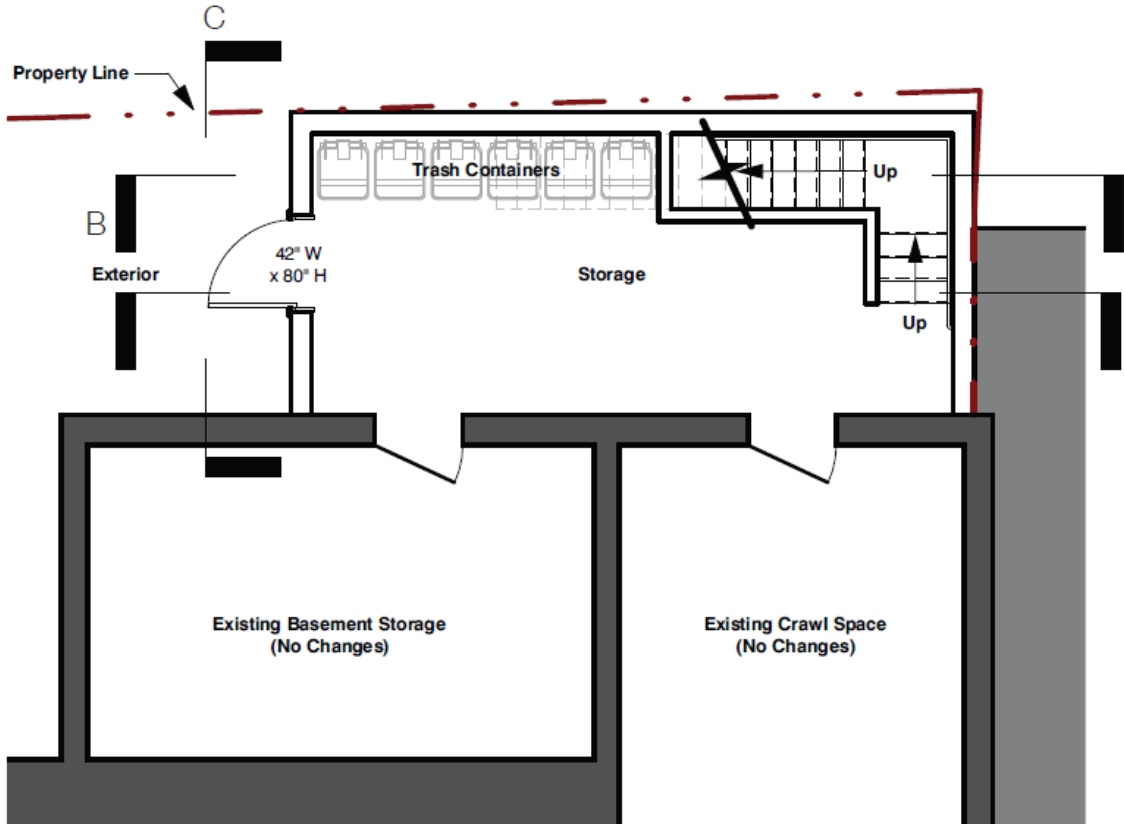 C
Property Line
Trash Containers
Up
B
42" W
x 80" H
Exterior
Storage
Up
Existing Basement Storage
(No Changes)
Existing Crawl Space
(No Changes)